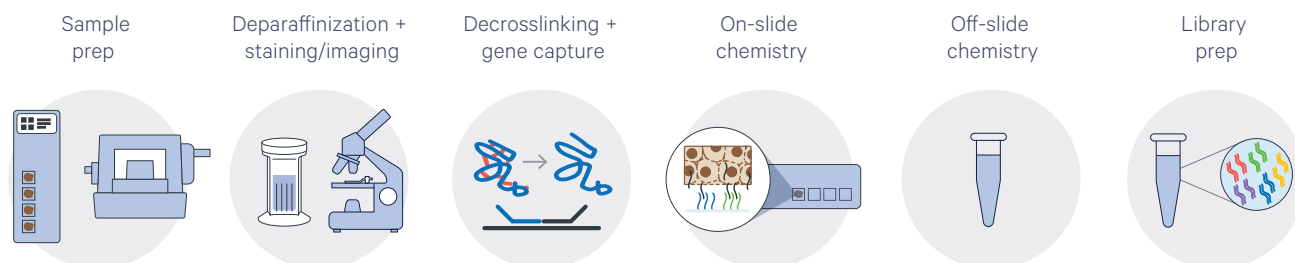 Sample
prep
Deparaffinization +
staining/imaging
Decrosslinking +
gene capture
On-slide
chemistry
Off-slide
chemistry
Library
prep